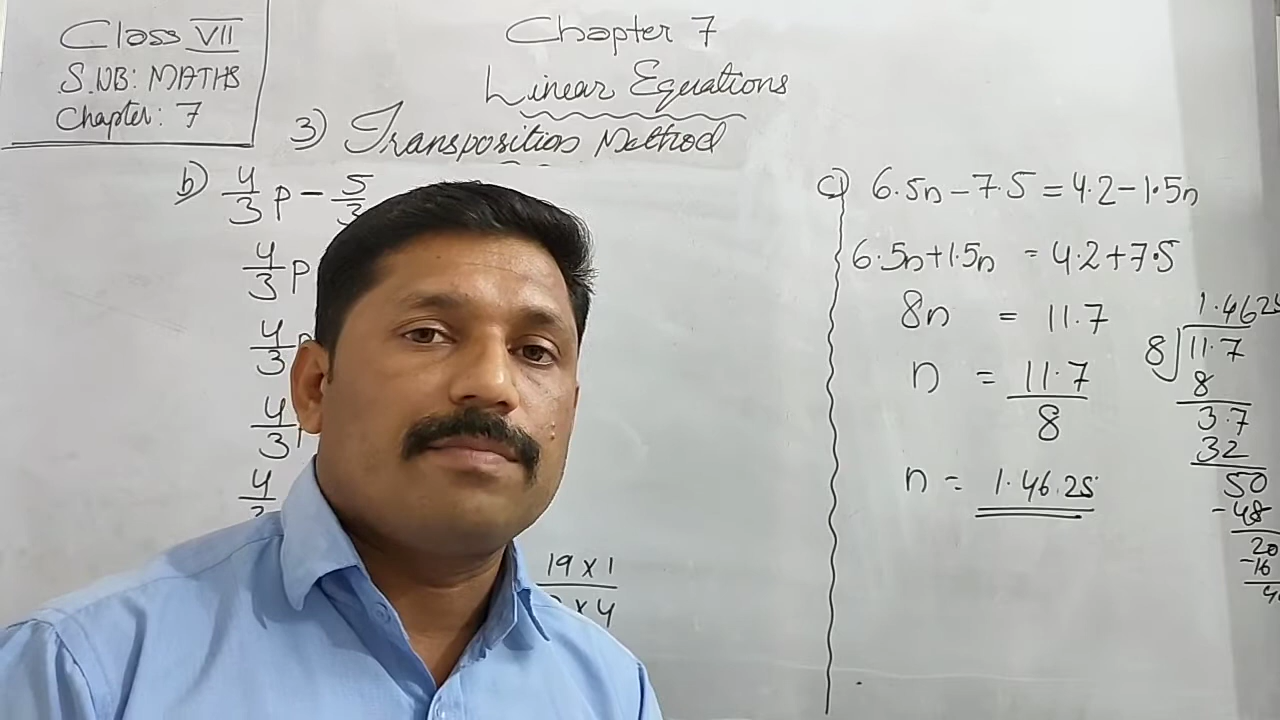 Class VII
S.NB: MATHS
Chapter: 7
Chapter 7
Linear Equations
3) Transposition Method
b) 4/3 p - 5/3
4/3 p
4/3 p
4/3 p
4/3
19 x 1
x 4
c) 6.5n - 7.5 = 4.2 - 1.5n
6.5n + 1.5n = 4.2 + 7.5
8n = 11.7
n = 11.7/8
n = 1.46.25
1.4625
8 11.7
8
3.7
32
50
-48
20
-16
4